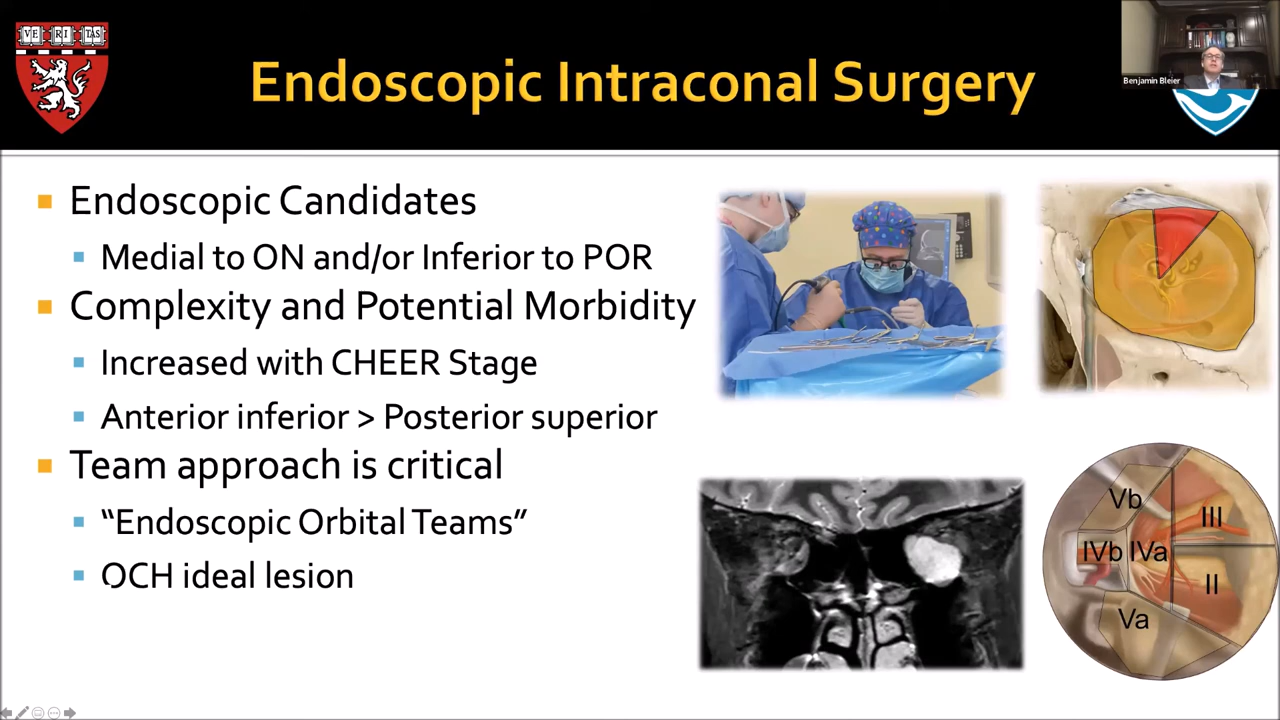 VE RI TAS
Endoscopic Intraconal Surgery
Benjamin Bleier
Endoscopic Candidates
Medial to ON and/or Inferior to POR
Complexity and Potential Morbidity
Increased with CHEER Stage
Anterior inferior > Posterior superior
Team approach is critical
“Endoscopic Orbital Teams”
OCH ideal lesion
Vb
III
IVb IVa
II
Va